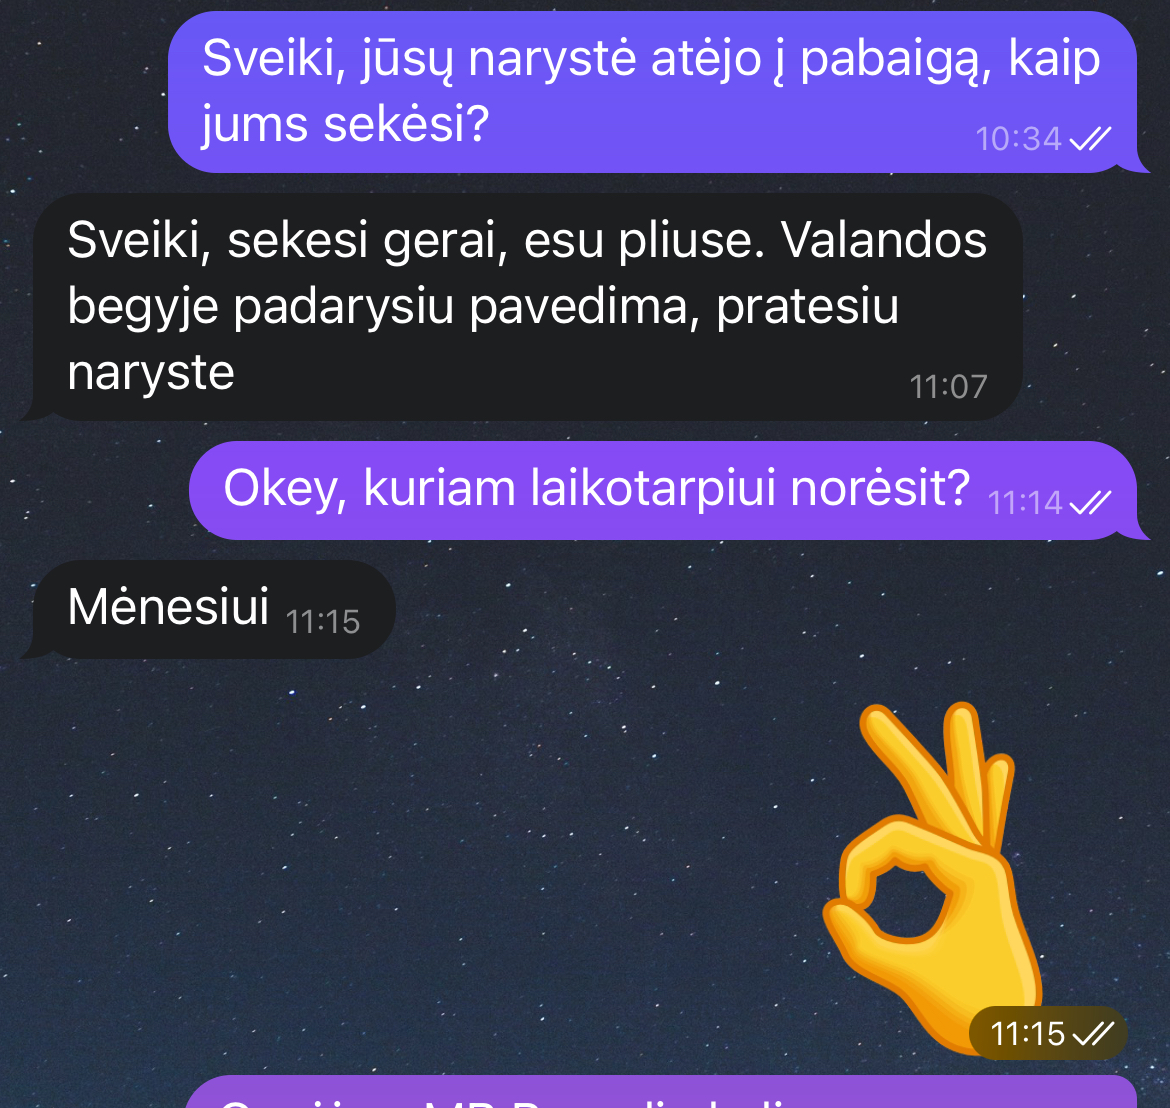 Sveiki, jūsų narystė atėjo į pabaigą, kaip
jums sekėsi?
10:34
Sveiki, sekesi gerai, esu pliuse. Valandos
begyje padarysiu pavedima, pratesiu
naryste
11:07
Okey, kuriam laikotarpiui norėsit? 11:14
Mėnesiui 11:15
11:15